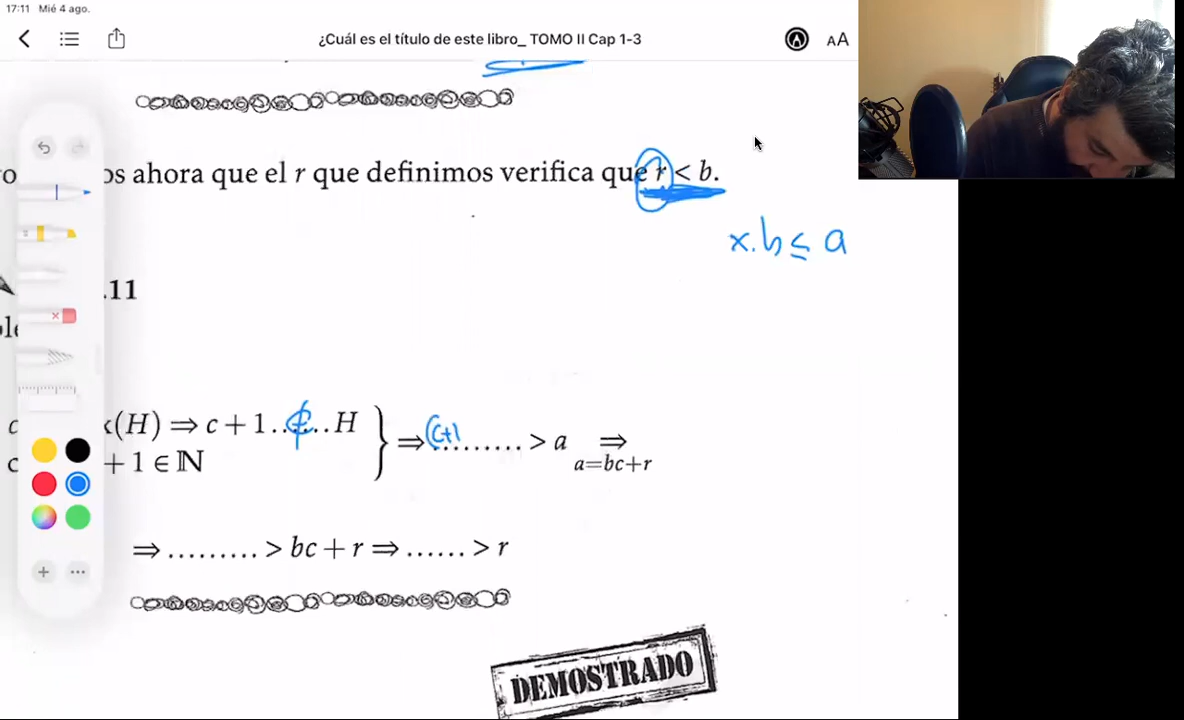 17:11 Mié 4 ago.
¿Cuál es el título de este libro_ TOMO II Cap 1-3
AA
os ahora que el r que definimos verifica que r < b.
x.b ≤ a
.11
(H) ⇒ c + 1 ..∉.. H
+ 1 ∈ ℕ
} ⇒ (c+1 ......... > a ⇒
a=bc+r
⇒ ......... > bc + r ⇒ ...... > r
DEMOSTRADO